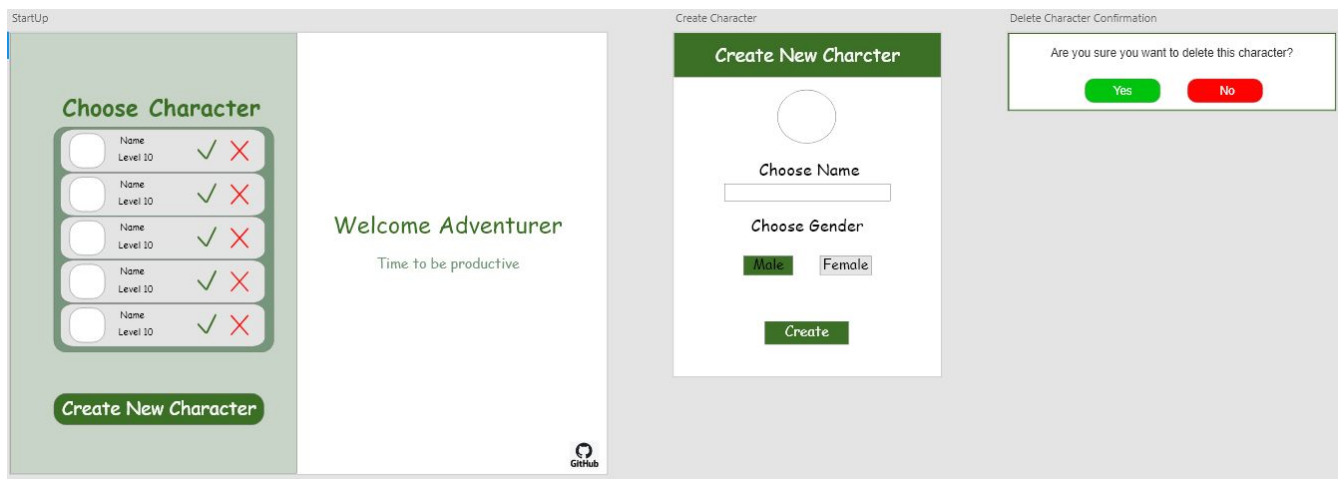 StartUp
Choose Character
Name
Level 10
Name
Level 10
Name
Level 10
Name
Level 10
Name
Level 10
Create New Character
Welcome Adventurer
Time to be productive
GitHub
Create Character
Create New Charcter
Choose Name
Choose Gender
Male Female
Create
Delete Character Confirmation
Are you sure you want to delete this character?
Yes No